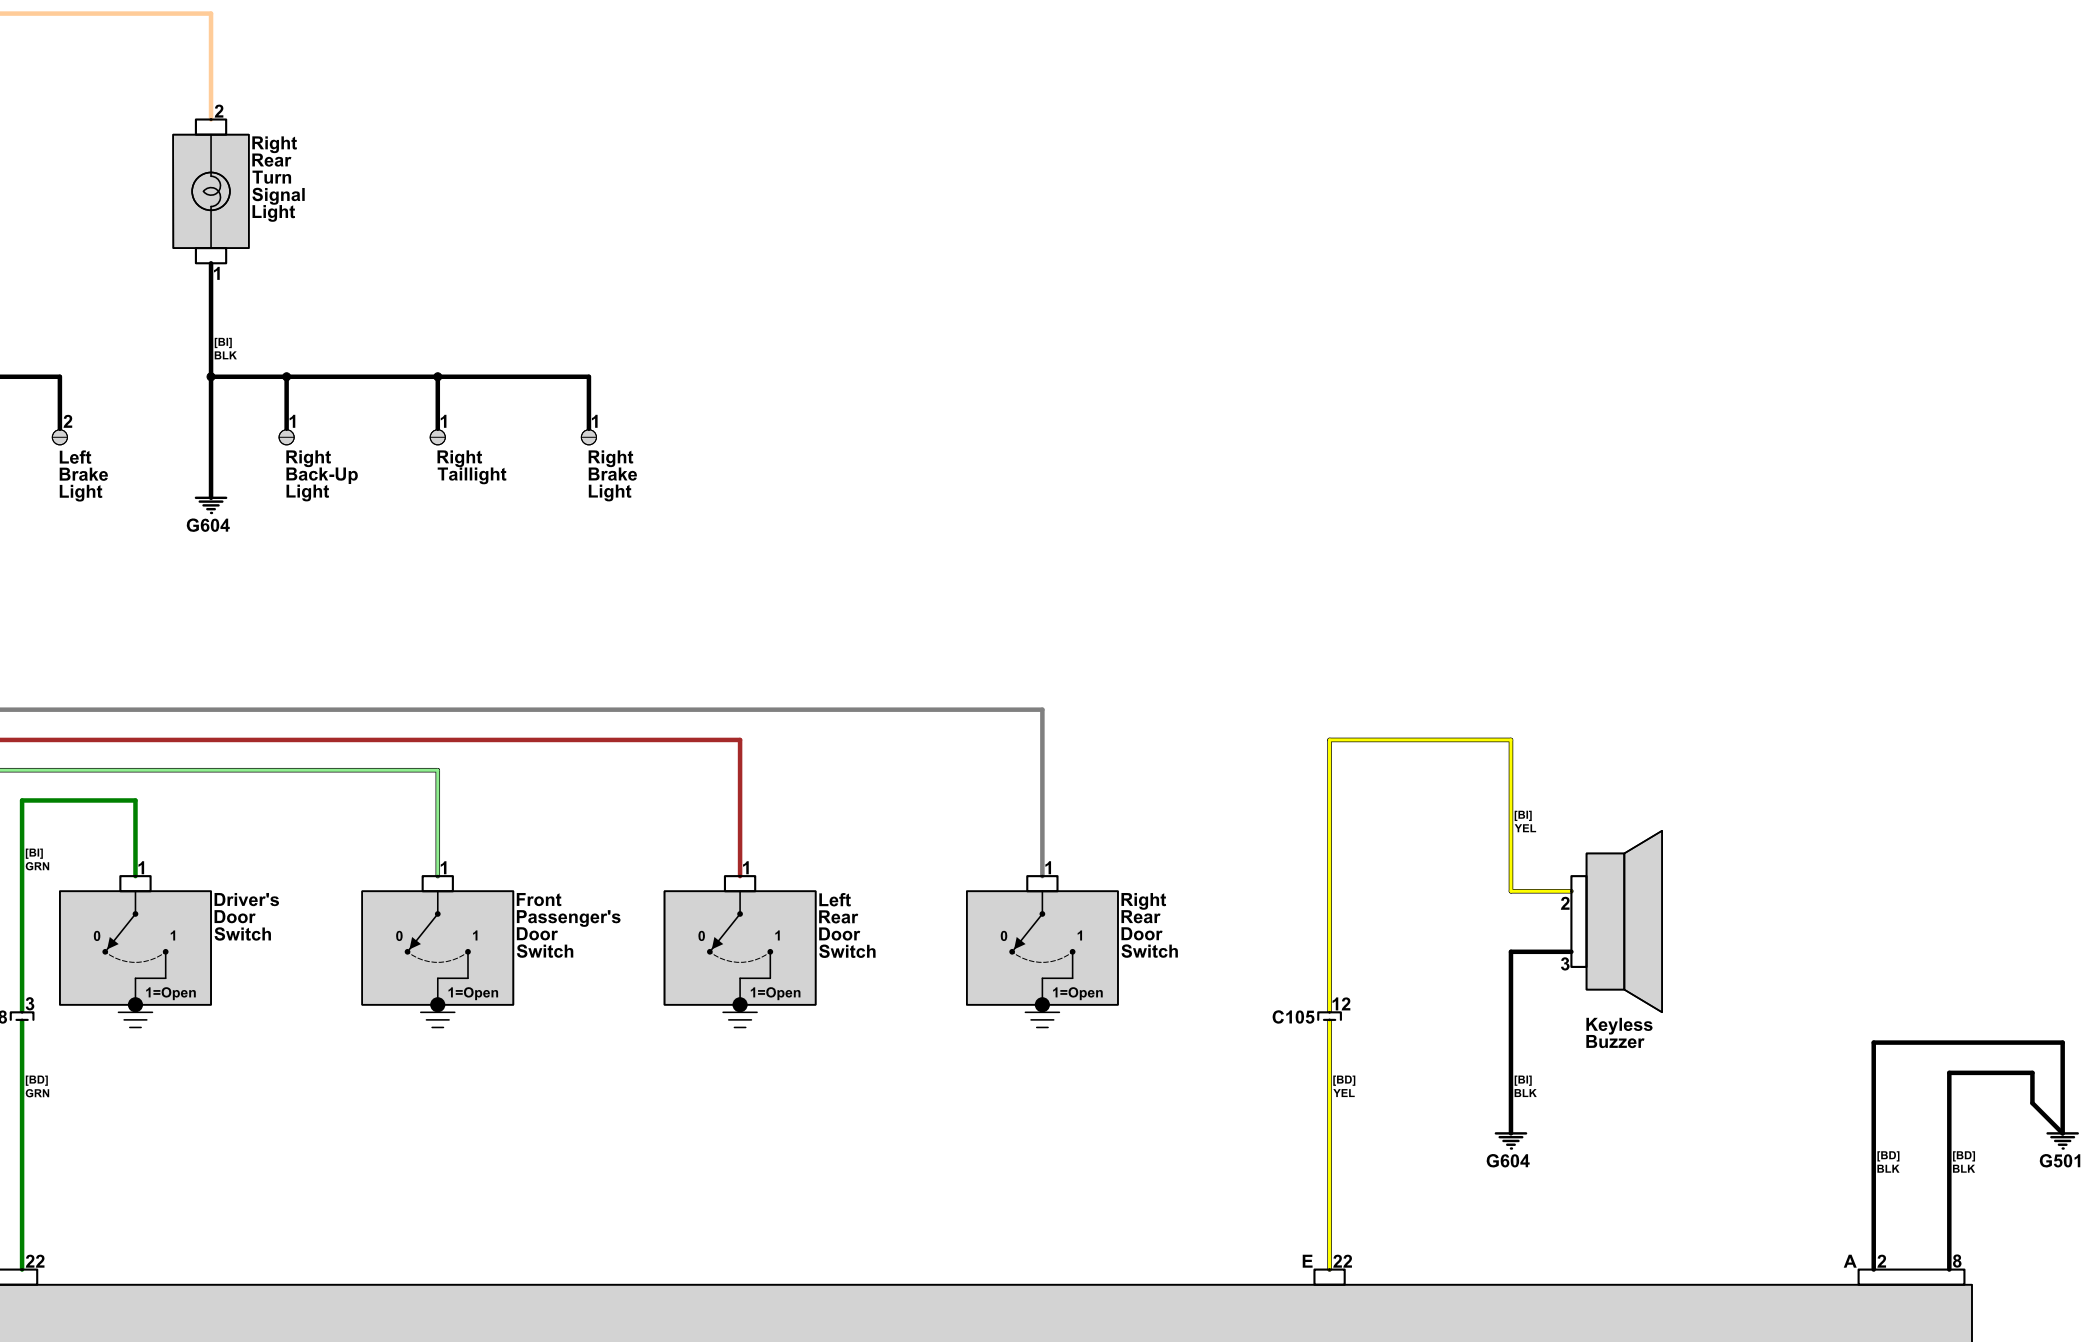 2
Right
Rear
Turn
Signal
Light
1
[BI]
BLK
2
Left
Brake
Light
1
Right
Back-Up
Light
1
Right
Taillight
1
Right
Brake
Light
G604
[BI]
GRN
1
Driver's
Door
Switch
0 1
1=Open
1
Front
Passenger's
Door
Switch
0 1
1=Open
1
Left
Rear
Door
Switch
0 1
1=Open
1
Right
Rear
Door
Switch
0 1
1=Open
8 3
[BD]
GRN
22
[BI]
YEL
2
3
Keyless
Buzzer
C105 12
[BD]
YEL
[BI]
BLK
G604
E 22
[BD]
BLK
[BD]
BLK
G501
A 2 8